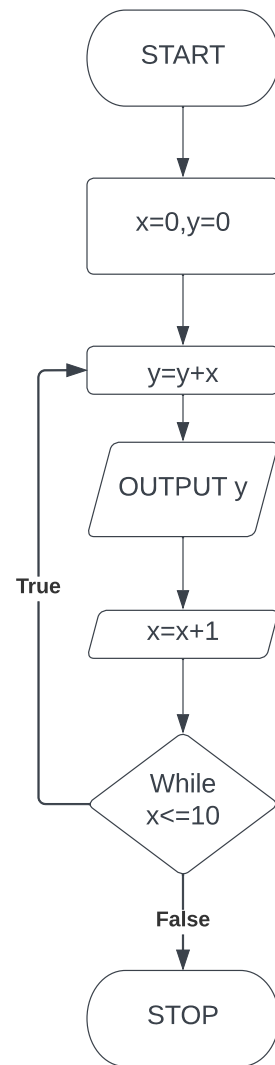 START
x=0,y=0
y=y+x
OUTPUT y
True
x=x+1
While
x<=10
False
STOP